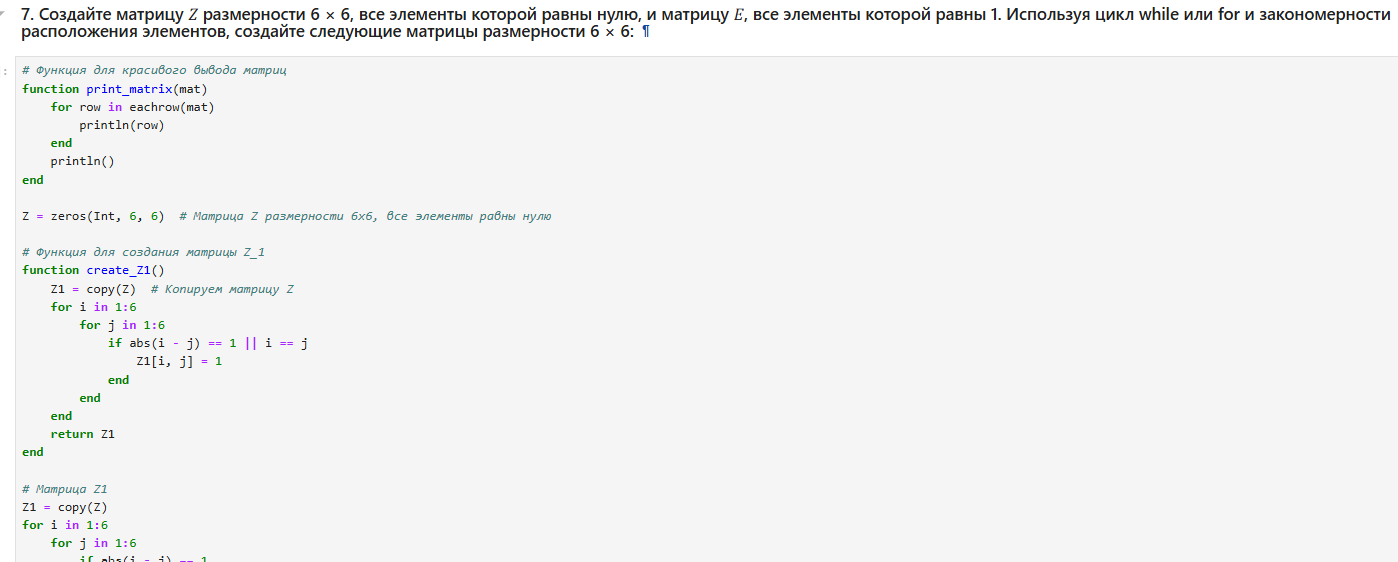 7. Создайте матрицу Z размерности 6 × 6, все элементы которой равны нулю, и матрицу E, все элементы которой равны 1. Используя цикл while или for и закономерности
расположения элементов, создайте следующие матрицы размерности 6 × 6: ¶
:
# Функция для красивого вывода матриц
function print_matrix(mat)
    for row in eachrow(mat)
        println(row)
    end
    println()
end
Z = zeros(Int, 6, 6)  # Матрица Z размерности 6x6, все элементы равны нулю
# Функция для создания матрицы Z_1
function create_Z1()
    Z1 = copy(Z)  # Копируем матрицу Z
    for i in 1:6
        for j in 1:6
            if abs(i - j) == 1 || i == j
                Z1[i, j] = 1
            end
        end
    end
    return Z1
end
# Матрица Z1
Z1 = copy(Z)
for i in 1:6
    for j in 1:6
        if abs(i - j) == 1